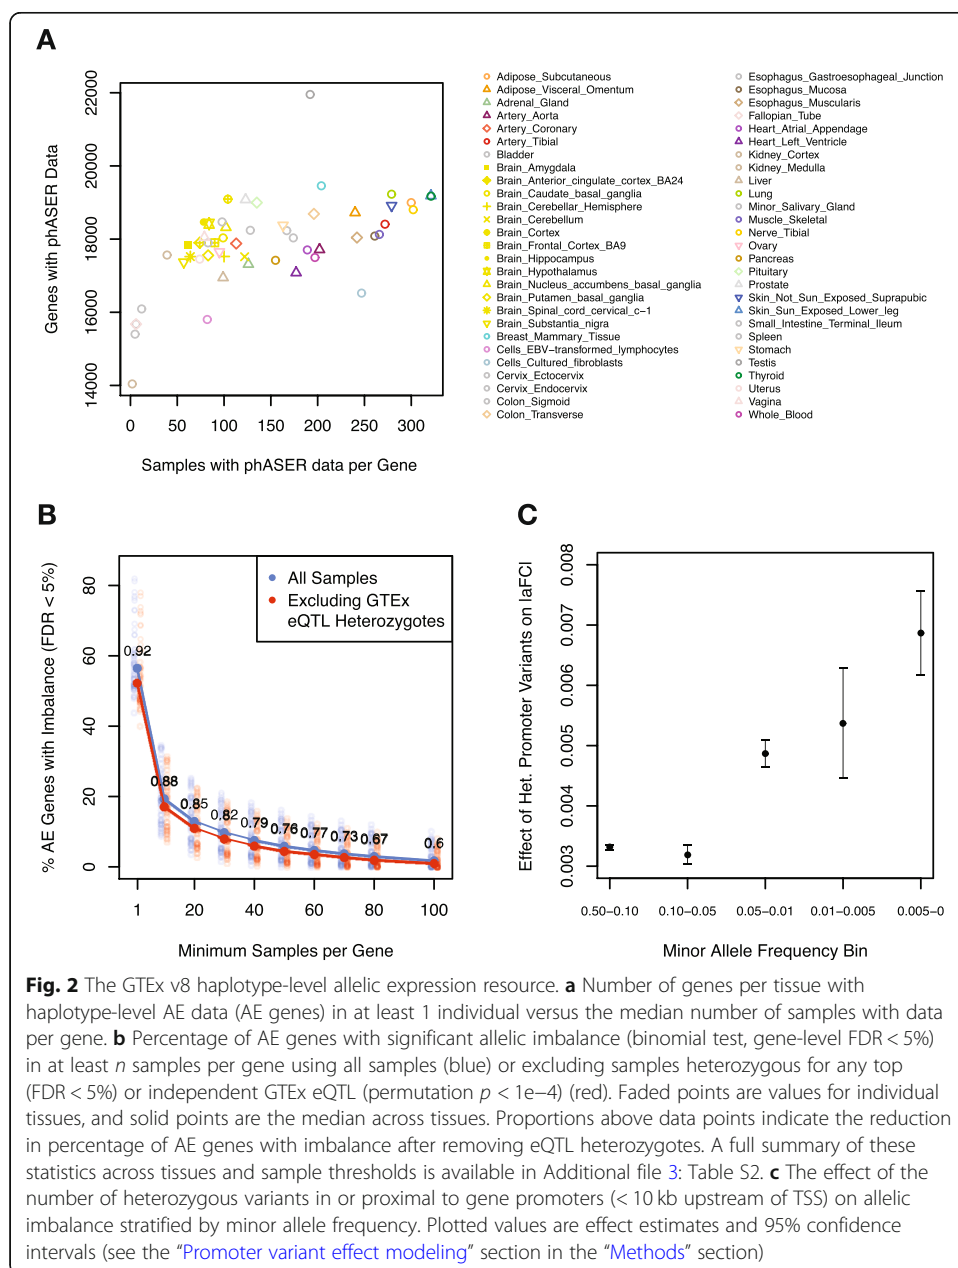 A
Genes with phASER Data
22000
20000
18000
16000
14000
0 50 100 150 200 250 300
Samples with phASER data per Gene
Adipose_Subcutaneous
Adipose_Visceral_Omentum
Adrenal_Gland
Artery_Aorta
Artery_Coronary
Artery_Tibial
Bladder
Brain_Amygdala
Brain_Anterior_cingulate_cortex_BA24
Brain_Caudate_basal_ganglia
Brain_Cerebellar_Hemisphere
Brain_Cerebellum
Brain_Cortex
Brain_Frontal_Cortex_BA9
Brain_Hippocampus
Brain_Hypothalamus
Brain_Nucleus_accumbens_basal_ganglia
Brain_Putamen_basal_ganglia
Brain_Spinal_cord_cervical_c−1
Brain_Substantia_nigra
Breast_Mammary_Tissue
Cells_EBV−transformed_lymphocytes
Cells_Cultured_fibroblasts
Cervix_Ectocervix
Cervix_Endocervix
Colon_Sigmoid
Colon_Transverse
Esophagus_Gastroesophageal_Junction
Esophagus_Mucosa
Esophagus_Muscularis
Fallopian_Tube
Heart_Atrial_Appendage
Heart_Left_Ventricle
Kidney_Cortex
Kidney_Medulla
Liver
Lung
Minor_Salivary_Gland
Muscle_Skeletal
Nerve_Tibial
Ovary
Pancreas
Pituitary
Prostate
Skin_Not_Sun_Exposed_Suprapubic
Skin_Sun_Exposed_Lower_leg
Small_Intestine_Terminal_Ileum
Spleen
Stomach
Testis
Thyroid
Uterus
Vagina
Whole_Blood
B
% AE Genes with Imbalance (FDR < 5%)
80
60
40
20
0
All Samples
Excluding GTEx
eQTL Heterozygotes
0.92
0.88
0.85
0.82
0.79
0.76
0.77
0.73
0.67
0.6
1 20 40 60 80 100
Minimum Samples per Gene
C
Effect of Het. Promoter Variants on IaFCI
0.008
0.007
0.006
0.005
0.004
0.003
0.50−0.10 0.10−0.05 0.05−0.01 0.01−0.005 0.005−0
Minor Allele Frequency Bin
Fig. 2 The GTEx v8 haplotype-level allelic expression resource. a Number of genes per tissue with
haplotype-level AE data (AE genes) in at least 1 individual versus the median number of samples with data
per gene. b Percentage of AE genes with significant allelic imbalance (binomial test, gene-level FDR < 5%)
in at least n samples per gene using all samples (blue) or excluding samples heterozygous for any top
(FDR < 5%) or independent GTEx eQTL (permutation p < 1e−4) (red). Faded points are values for individual
tissues, and solid points are the median across tissues. Proportions above data points indicate the reduction
in percentage of AE genes with imbalance after removing eQTL heterozygotes. A full summary of these
statistics across tissues and sample thresholds is available in Additional file 3: Table S2. c The effect of the
number of heterozygous variants in or proximal to gene promoters (< 10 kb upstream of TSS) on allelic
imbalance stratified by minor allele frequency. Plotted values are effect estimates and 95% confidence
intervals (see the “Promoter variant effect modeling” section in the “Methods” section)